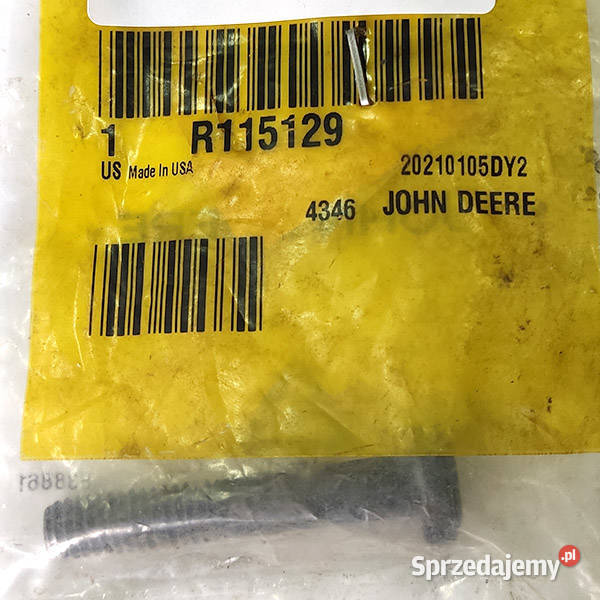 1 R115129
US Made In USA 20210105DY2
4346 JOHN DEERE
Sprzedajemy.pl